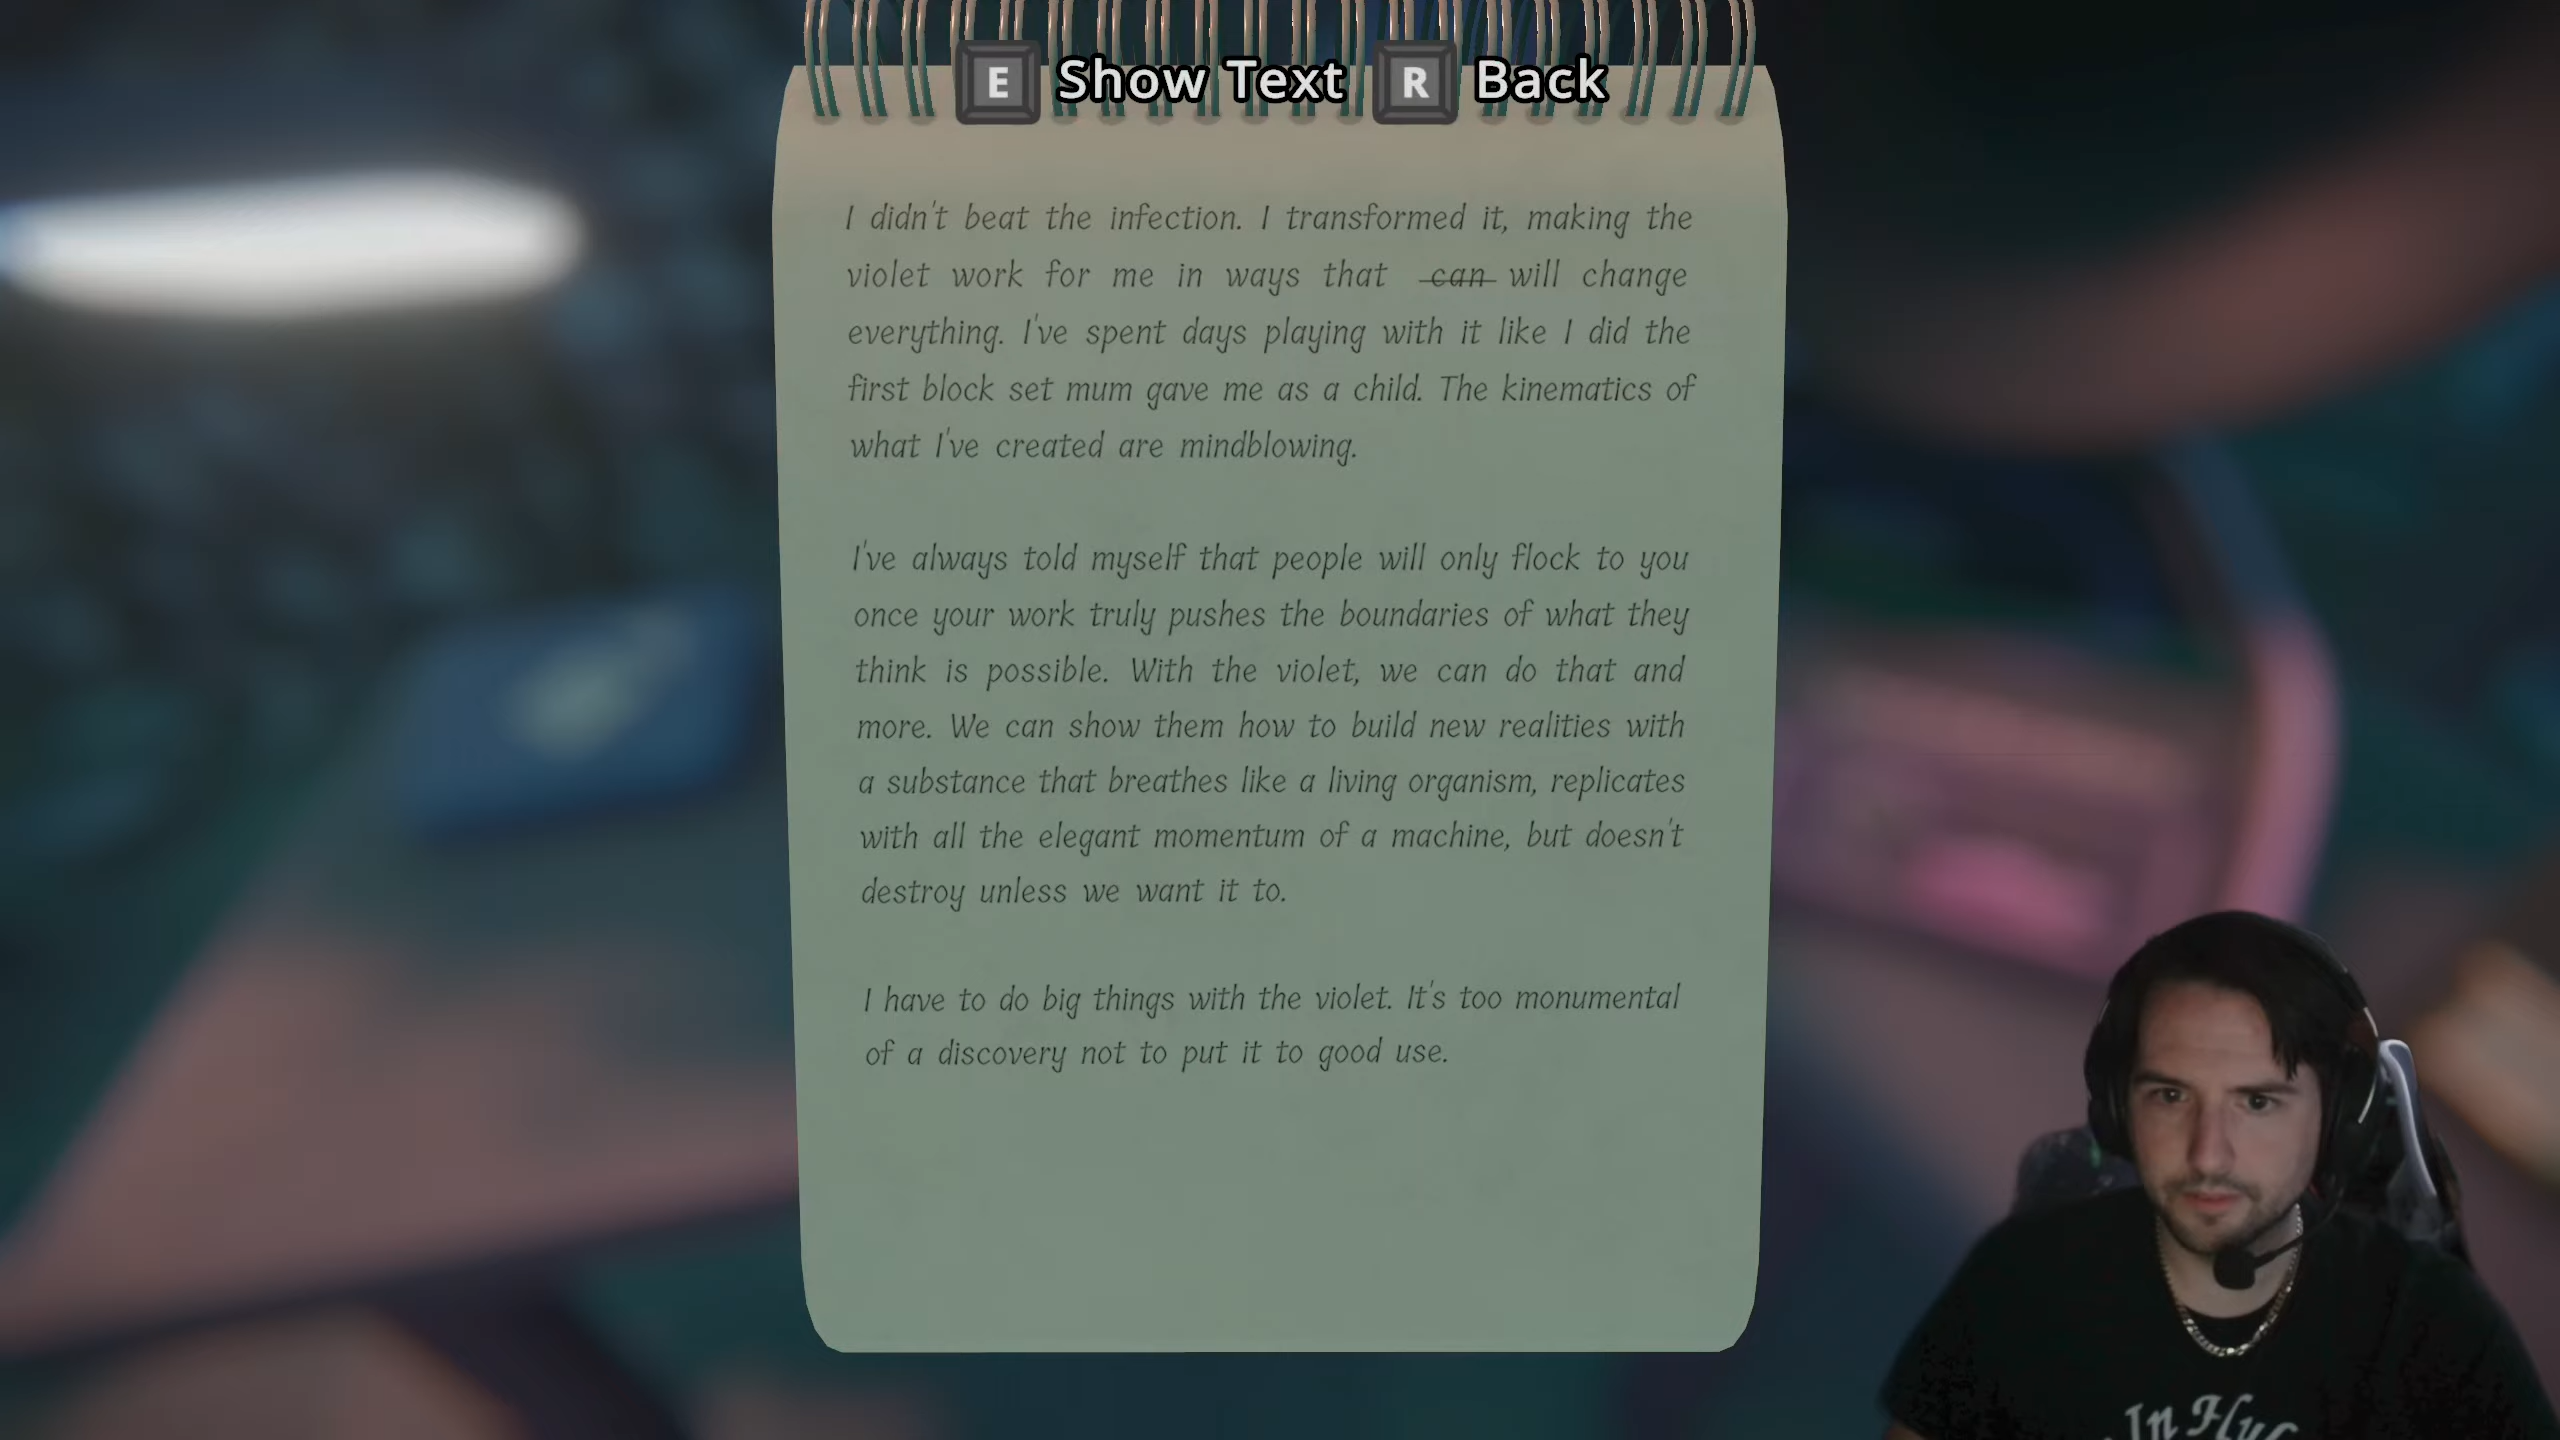 E Show Text R Back
I didn't beat the infection. I transformed it, making the
violet work for me in ways that can will change
everything. I've spent days playing with it like I did the
first block set mum gave me as a child. The kinematics of
what I've created are mindblowing.
I've always told myself that people will only flock to you
once your work truly pushes the boundaries of what they
think is possible. With the violet, we can do that and
more. We can show them how to build new realities with
a substance that breathes like a living organism, replicates
with all the elegant momentum of a machine, but doesn't
destroy unless we want it to.
I have to do big things with the violet. It's too monumental
of a discovery not to put it to good use.
In